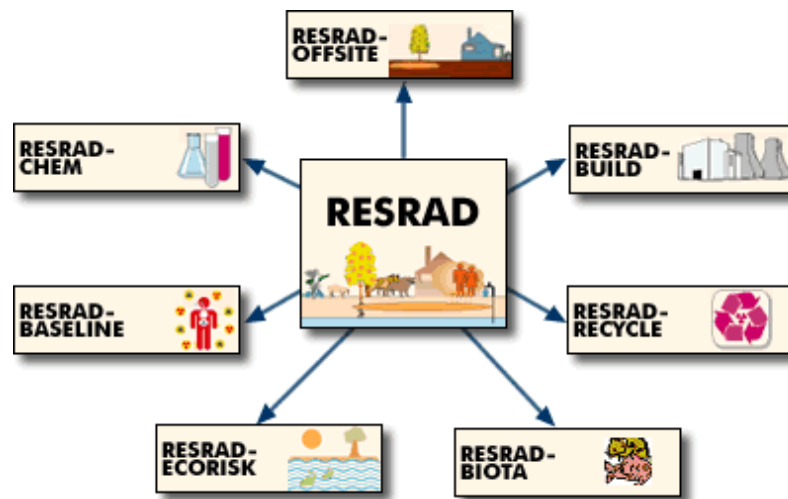 RESRAD-
OFFSITE
RESRAD-
CHEM
RESRAD-
BUILD
RESRAD
RESRAD-
BASELINE
RESRAD-
RECYCLE
RESRAD-
ECORISK
RESRAD-
BIOTA